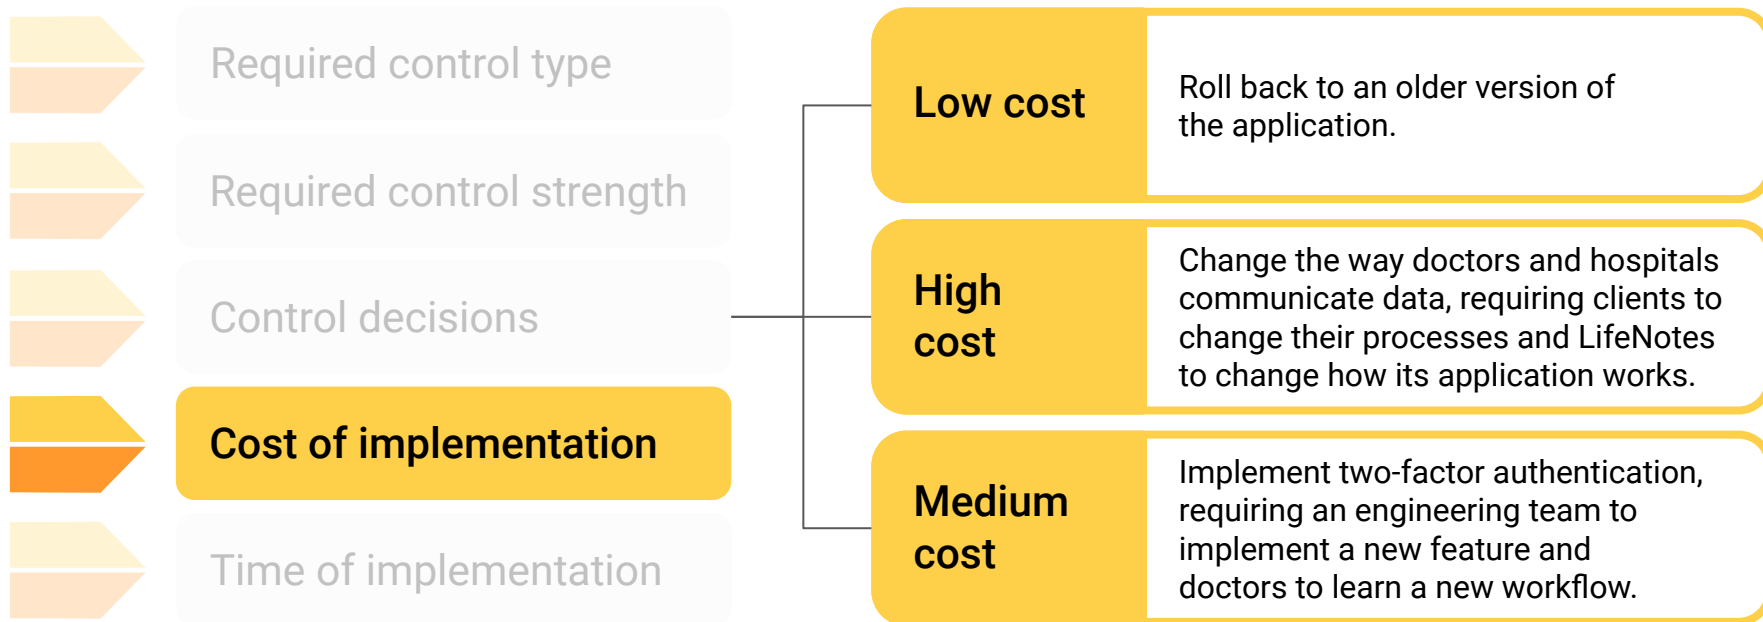 Required control type
Required control strength
Control decisions
Cost of implementation
Time of implementation
Low cost
Roll back to an older version of
the application.
High
cost
Change the way doctors and hospitals
communicate data, requiring clients to
change their processes and LifeNotes
to change how its application works.
Medium
cost
Implement two-factor authentication,
requiring an engineering team to
implement a new feature and
doctors to learn a new workflow.